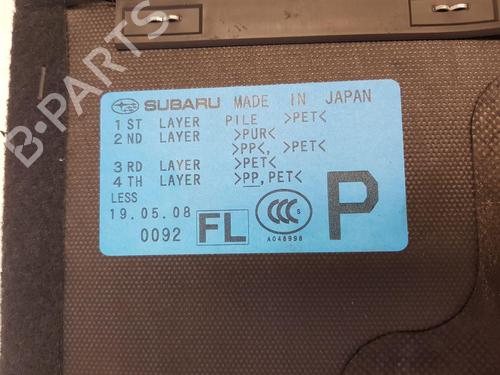 B-PARTS
SUBARU MADE IN JAPAN
1ST LAYER PILE >PET<
2ND LAYER >PUR<
>PP<, >PET<
3RD LAYER >PET<
4TH LAYER >PP,PET<
LESS
19.05.08
0092 FL CCC S P
A048998